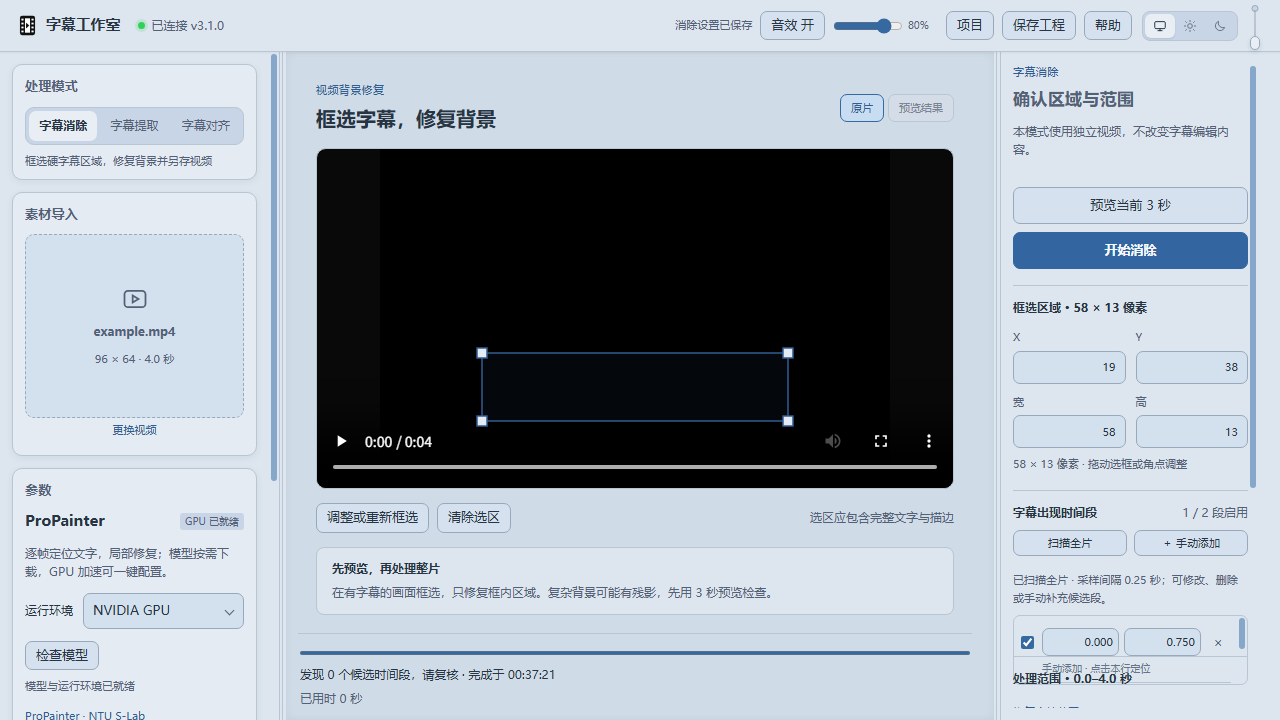 字幕工作室
已连接 v3.1.0
消除设置已保存
音效 开
80%
项目
保存工程
帮助
处理模式
字幕消除
字幕提取
字幕对齐
框选硬字幕区域，修复背景并另存视频
素材导入
example.mp4
96 × 64 · 4.0 秒
更换视频
参数
ProPainter
GPU 已就绪
逐帧定位文字，局部修复；模型按需下
载，GPU 加速可一键配置。
运行环境
NVIDIA GPU
检查模型
模型与运行环境已就绪
ProPainter · NTU S-Lab
视频背景修复
框选字幕，修复背景
原片
预览结果
0:00 / 0:04
调整或重新框选
清除选区
选区应包含完整文字与描边
先预览，再处理整片
在有字幕的画面框选，只修复框内区域。复杂背景可能有残影，先用 3 秒预览检查。
发现 0 个候选时间段，请复核 · 完成于 00:37:21
已用时 0 秒
字幕消除
确认区域与范围
本模式使用独立视频，不改变字幕编辑内
容。
预览当前 3 秒
开始消除
框选区域 · 58 × 13 像素
X
Y
19
38
宽
高
58
13
58 × 13 像素 · 拖动选框或角点调整
字幕出现时间段
1 / 2 段启用
扫描全片
+ 手动添加
已扫描全片 · 采样间隔 0.25 秒；可修改、删除
或手动补充候选段。
0.000
0.750
×
手动添加 · 点击本行定位
处理范围 · 0.0–4.0 秒